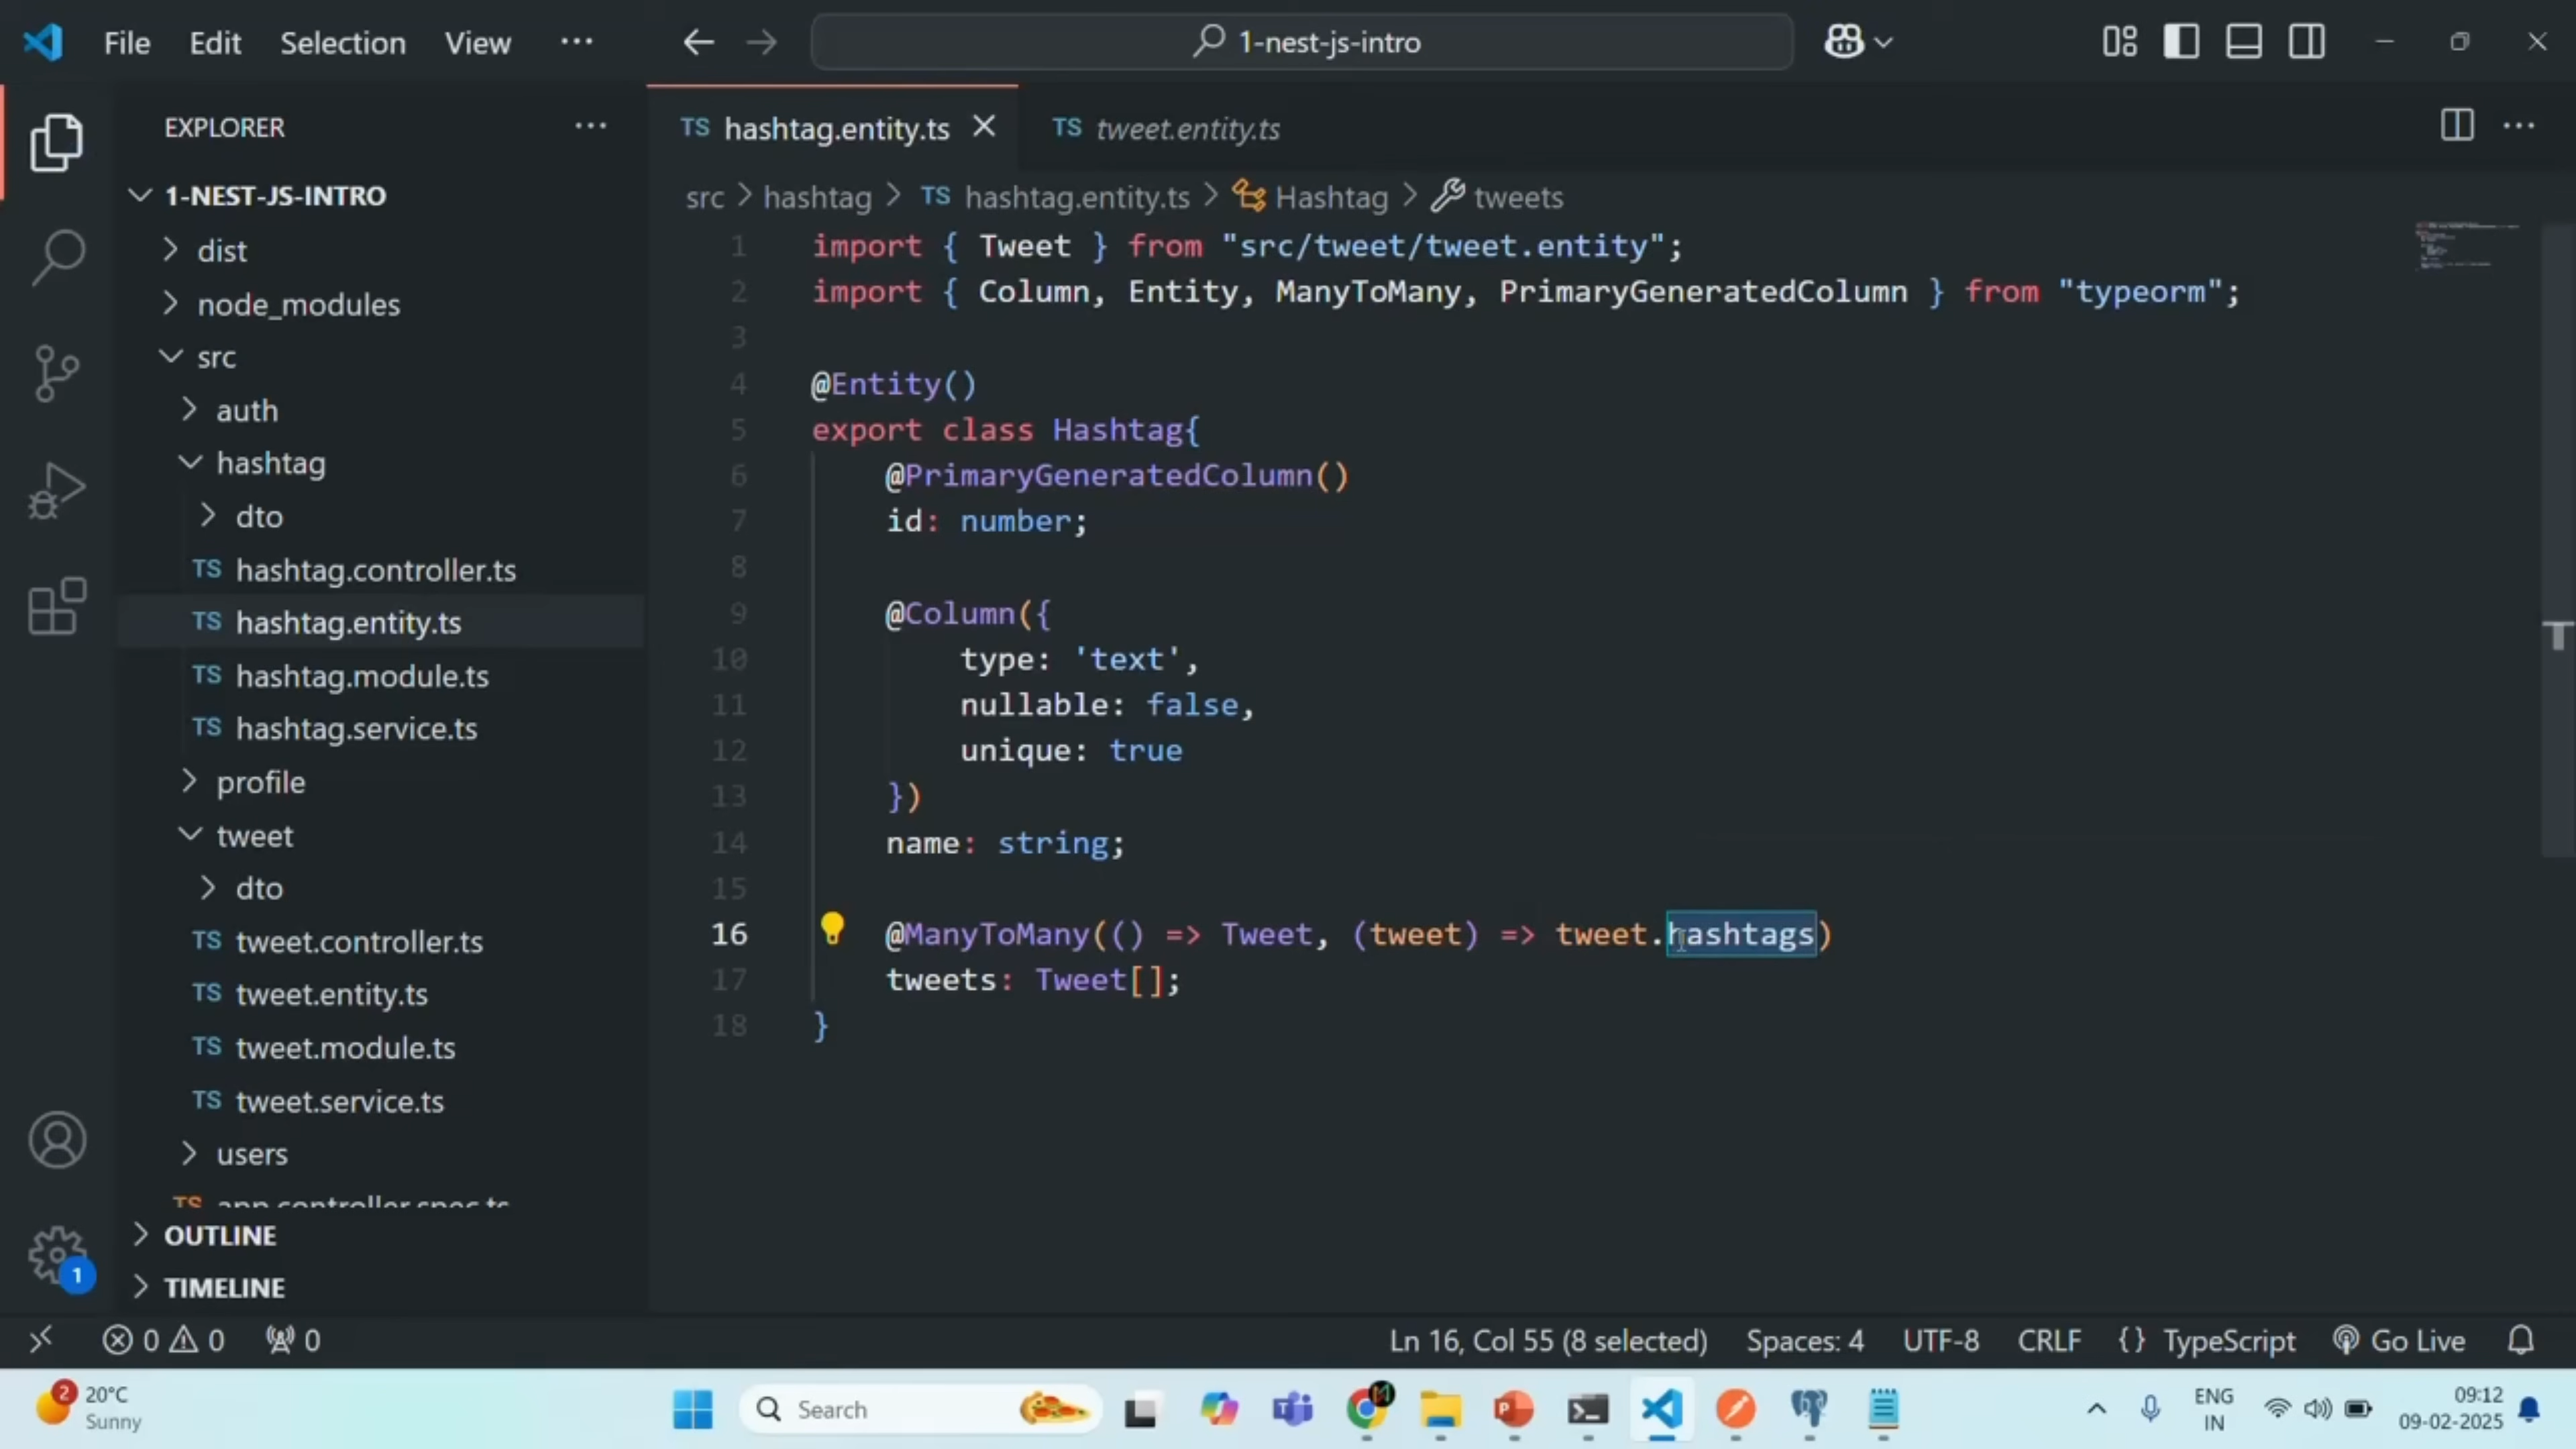 File Edit Selection View ··· 1-nest-js-intro
EXPLORER ···
1-NEST-JS-INTRO
dist
node_modules
src
auth
hashtag
dto
TS hashtag.controller.ts
TS hashtag.entity.ts
TS hashtag.module.ts
TS hashtag.service.ts
profile
tweet
dto
TS tweet.controller.ts
TS tweet.entity.ts
TS tweet.module.ts
TS tweet.service.ts
users
TS app.controller.spec.ts
OUTLINE
TIMELINE
TS hashtag.entity.ts TS tweet.entity.ts
src > hashtag > TS hashtag.entity.ts > Hashtag > tweets
1 import { Tweet } from "src/tweet/tweet.entity";
2 import { Column, Entity, ManyToMany, PrimaryGeneratedColumn } from "typeorm";
3
4 @Entity()
5 export class Hashtag{
6 @PrimaryGeneratedColumn()
7 id: number;
8
9 @Column({
10 type: 'text',
11 nullable: false,
12 unique: true
13 })
14 name: string;
15
16 @ManyToMany(() => Tweet, (tweet) => tweet.hashtags)
17 tweets: Tweet[];
18 }
1
0 0 0 Ln 16, Col 55 (8 selected) Spaces: 4 UTF-8 CRLF {} TypeScript Go Live
2 20°C
Sunny
Search
ENG
IN
09:12
09-02-2025